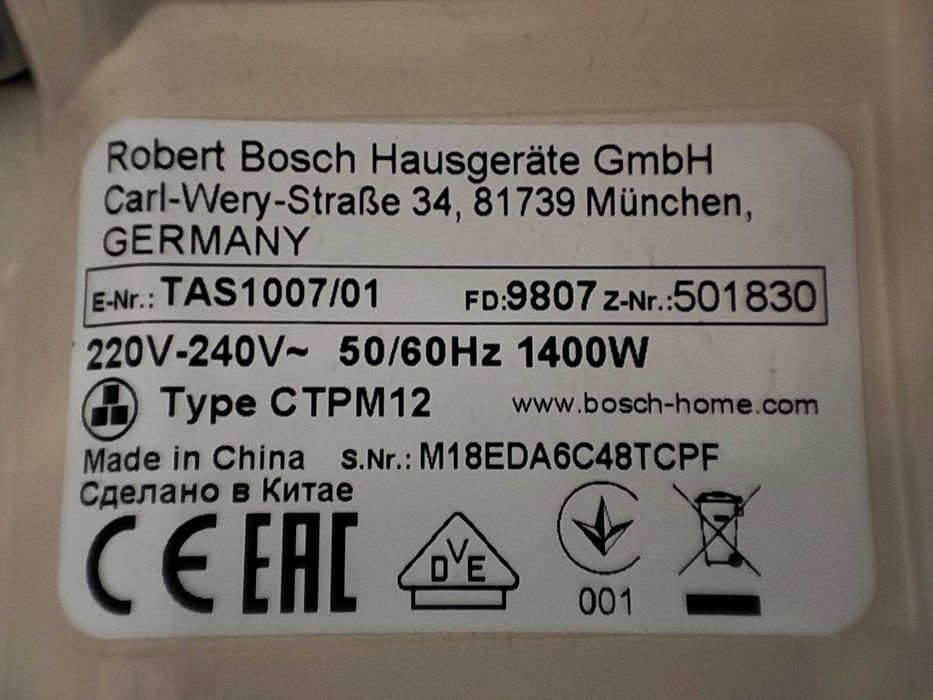 Robert Bosch Hausgeräte GmbH
Carl-Wery-Straße 34, 81739 München,
GERMANY
E-Nr.: TAS1007/01 FD:9807 Z-Nr.:501830
220V-240V~ 50/60Hz 1400W
Type CTPM12 www.bosch-home.com
Made in China S.Nr.: M18EDA6C48TCPF
Сделано в Китае
CE EAC DVE 001